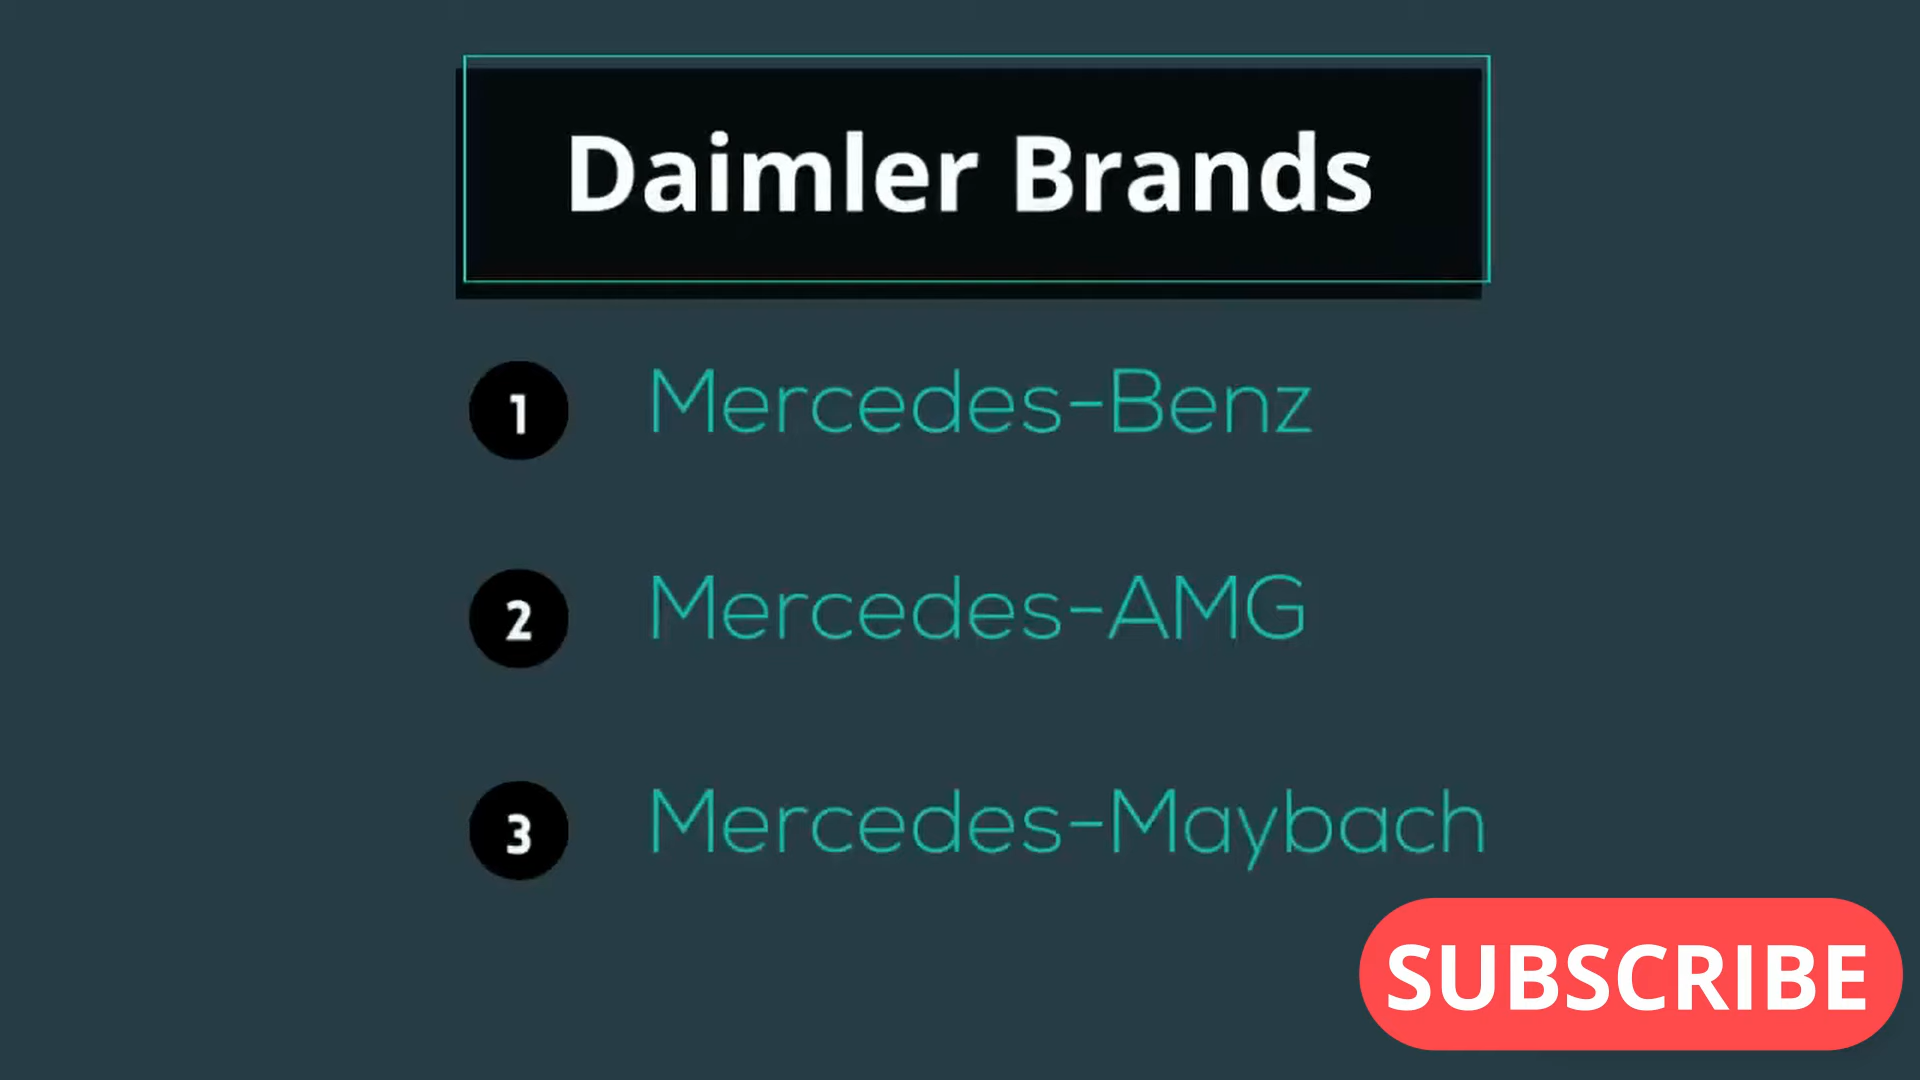 Daimler Brands
1 Mercedes-Benz
2 Mercedes-AMG
3 Mercedes-Maybach
SUBSCRIBE